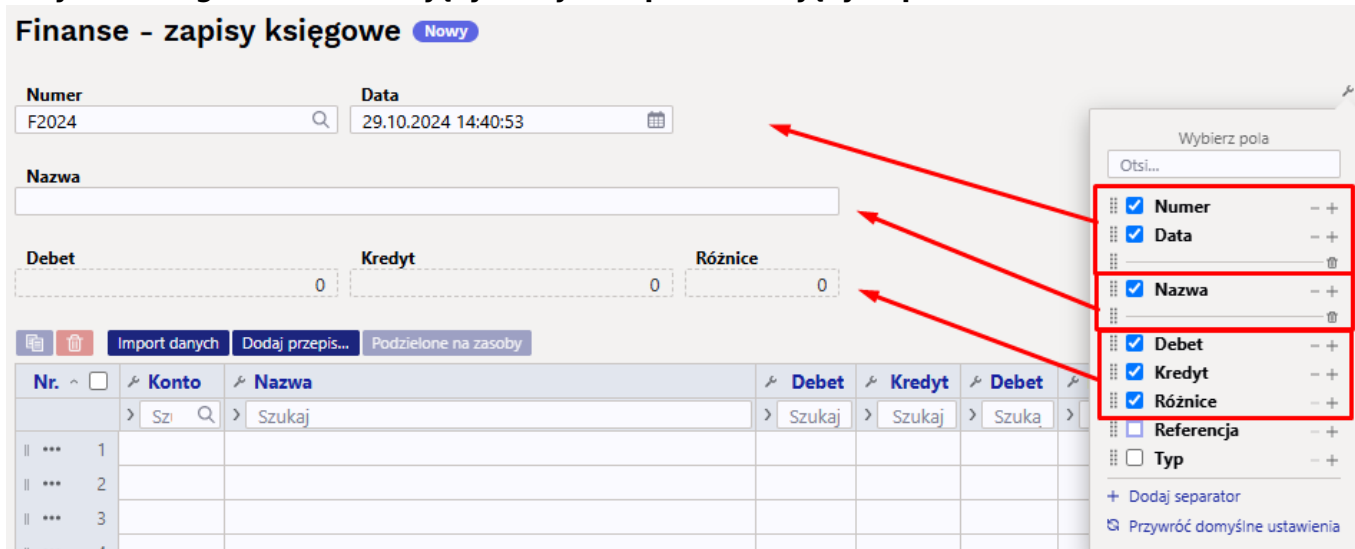 Finanse - zapisy księgowe Nowy
Numer Data
F2024 29.10.2024 14:40:53
Nazwa
Debet Kredyt Różnice
0 0 0
Import danych Dodaj przepis... Podzielone na zasoby
Nr. Konto Nazwa Debet Kredyt Debet
Szukaj Szukaj Szukaj
1
2
3
Wybierz pola
Otsi...
Numer
Data
Nazwa
Debet
Kredyt
Różnice
Referencja
Typ
+ Dodaj separator
Przywróć domyślne ustawienia